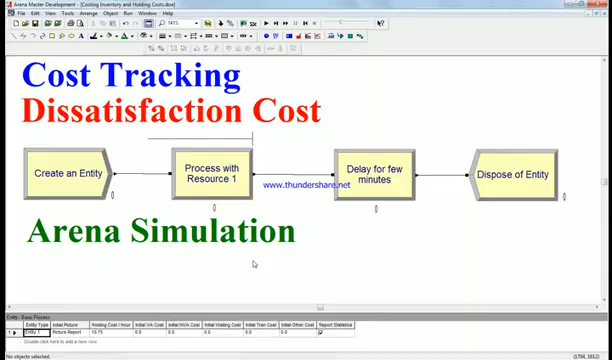 Arena Master Development - [Costing Inventory and Holding Costs.doe]
File Edit View Tools Arrange Object Run Window Help
141%
Cost Tracking
Dissatisfaction Cost
Create an Entity
Process with
Resource 1
Delay for few
minutes
Dispose of Entity
0
0
0
0
www.thundershare.net
Arena Simulation
Entity - Basic Process
Entity Type Initial Picture Holding Cost / hour Initial VA Cost Initial NVA Cost Initial Waiting Cost Initial Tran Cost Initial Other Cost Report Statistics
1 Entity 1 Picture.Report 10.75 0.0 0.0 0.0 0.0 0.0
Double-click here to add a new row.
No objects selected.
(1704, 1612)